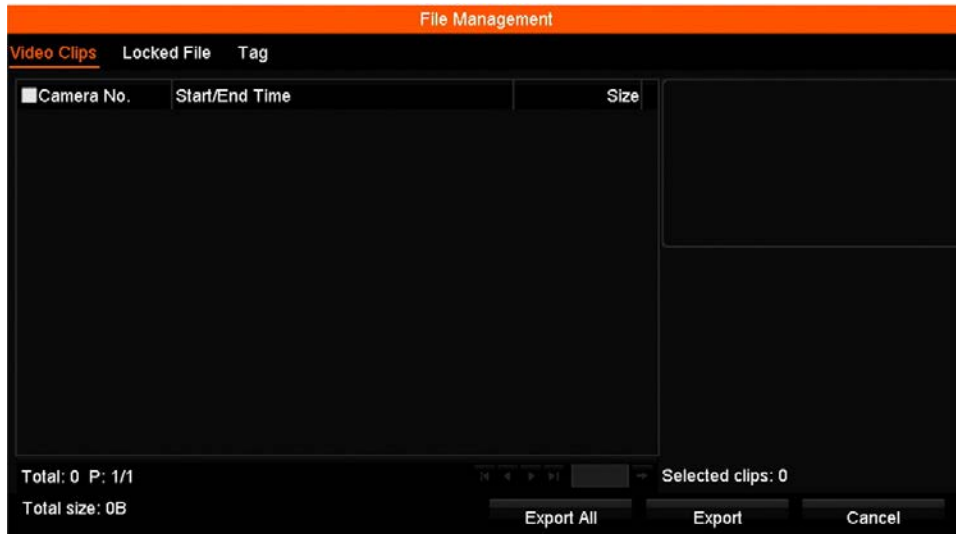 File Management
Video Clips Locked File Tag
Camera No. Start/End Time Size
Total: 0 P: 1/1
Selected clips: 0
Total size: 0B
Export All Export Cancel